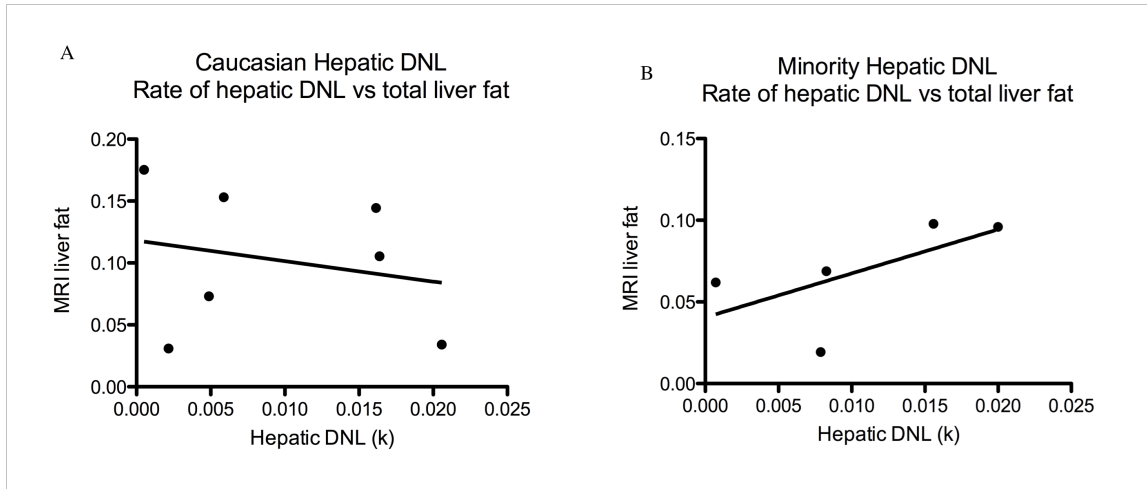 A
Caucasian Hepatic DNL
Rate of hepatic DNL vs total liver fat
0.20
0.15
0.10
0.05
0.00
MRI liver fat
0.000 0.005 0.010 0.015 0.020 0.025
Hepatic DNL (k)
B
Minority Hepatic DNL
Rate of hepatic DNL vs total liver fat
0.15
0.10
0.05
0.00
MRI liver fat
0.000 0.005 0.010 0.015 0.020 0.025
Hepatic DNL (k)